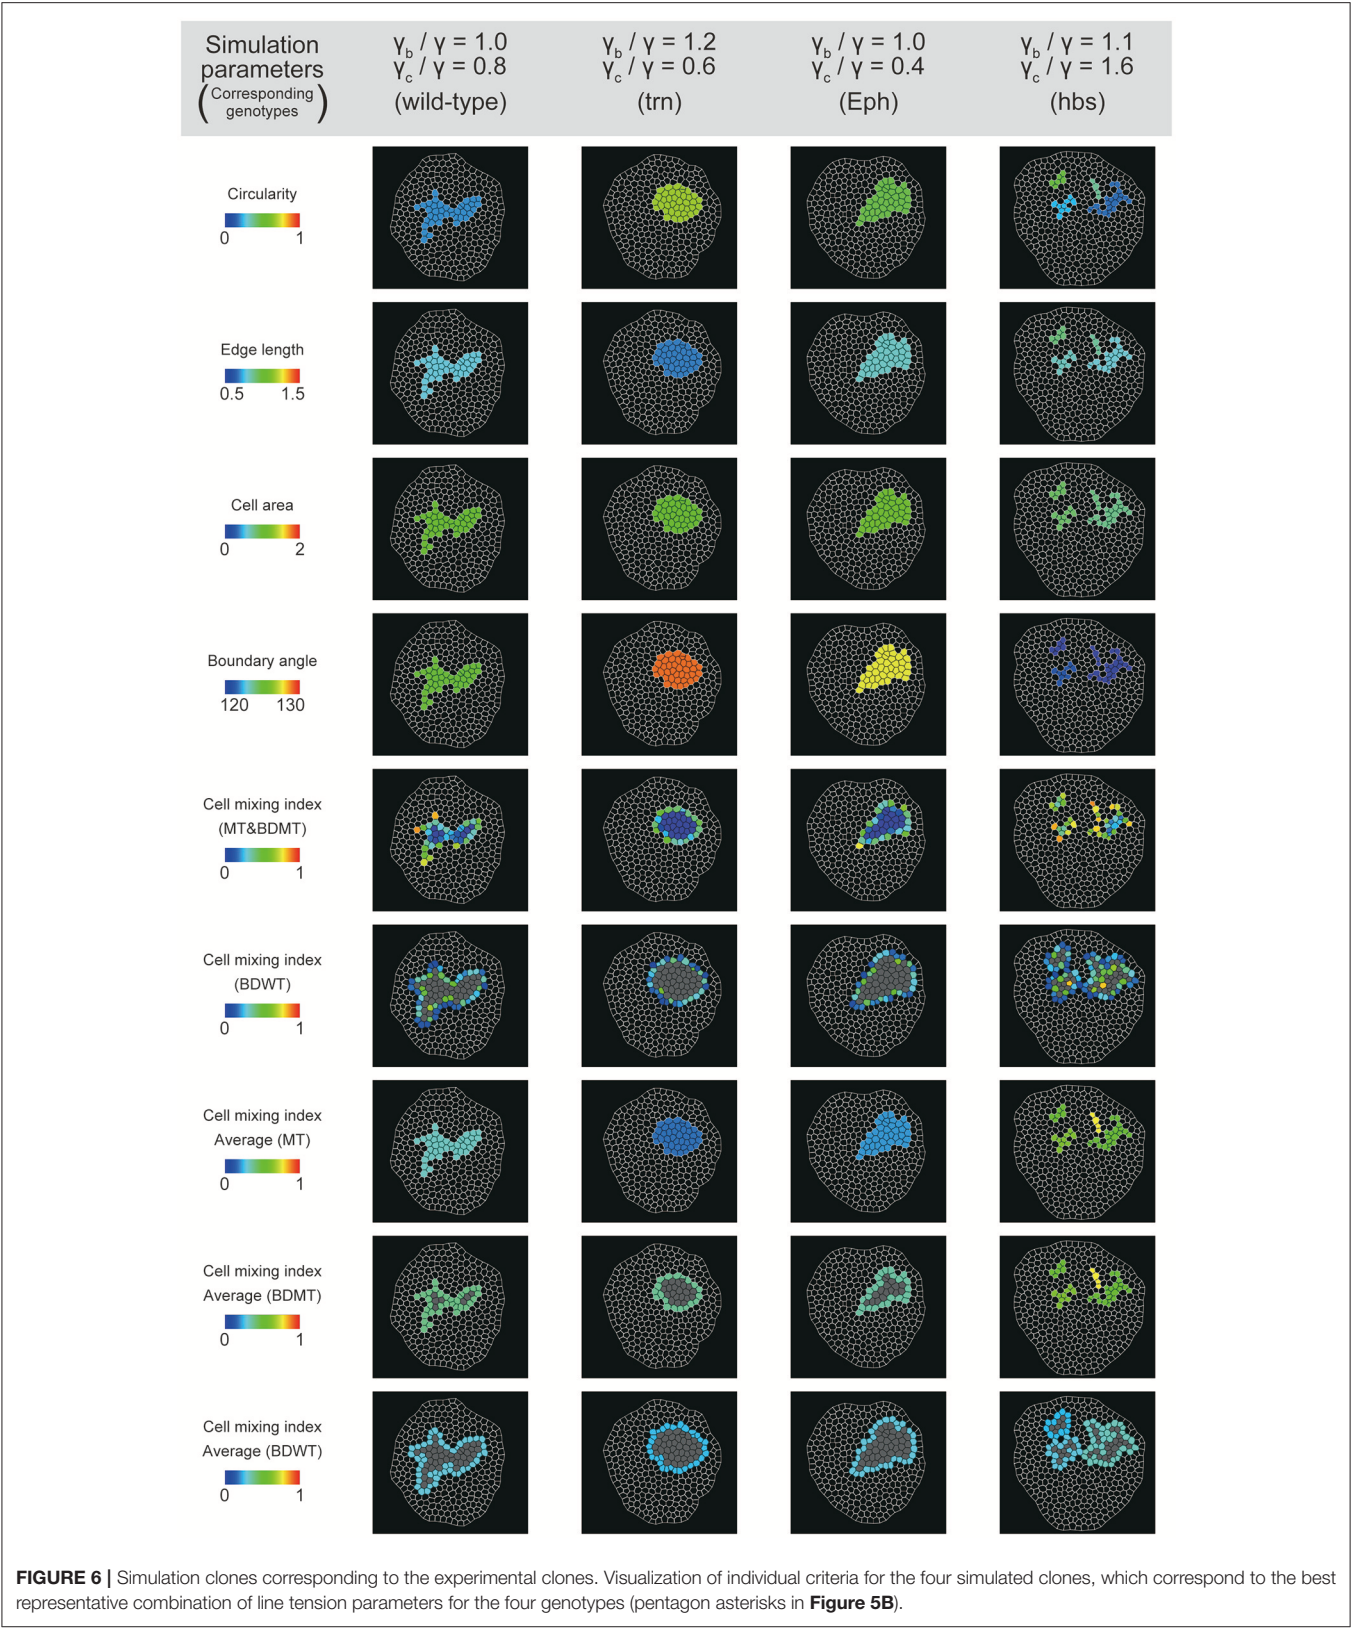 Simulation parameters (Corresponding genotypes)
γb / γ = 1.0
γc / γ = 0.8
(wild-type)
γb / γ = 1.2
γc / γ = 0.6
(trn)
γb / γ = 1.0
γc / γ = 0.4
(Eph)
γb / γ = 1.1
γc / γ = 1.6
(hbs)
Circularity
0 1
Edge length
0.5 1.5
Cell area
0 2
Boundary angle
120 130
Cell mixing index
(MT&BDMT)
0 1
Cell mixing index
(BDWT)
0 1
Cell mixing index
Average (MT)
0 1
Cell mixing index
Average (BDMT)
0 1
Cell mixing index
Average (BDWT)
0 1
FIGURE 6 | Simulation clones corresponding to the experimental clones. Visualization of individual criteria for the four simulated clones, which correspond to the best
representative combination of line tension parameters for the four genotypes (pentagon asterisks in Figure 5B).